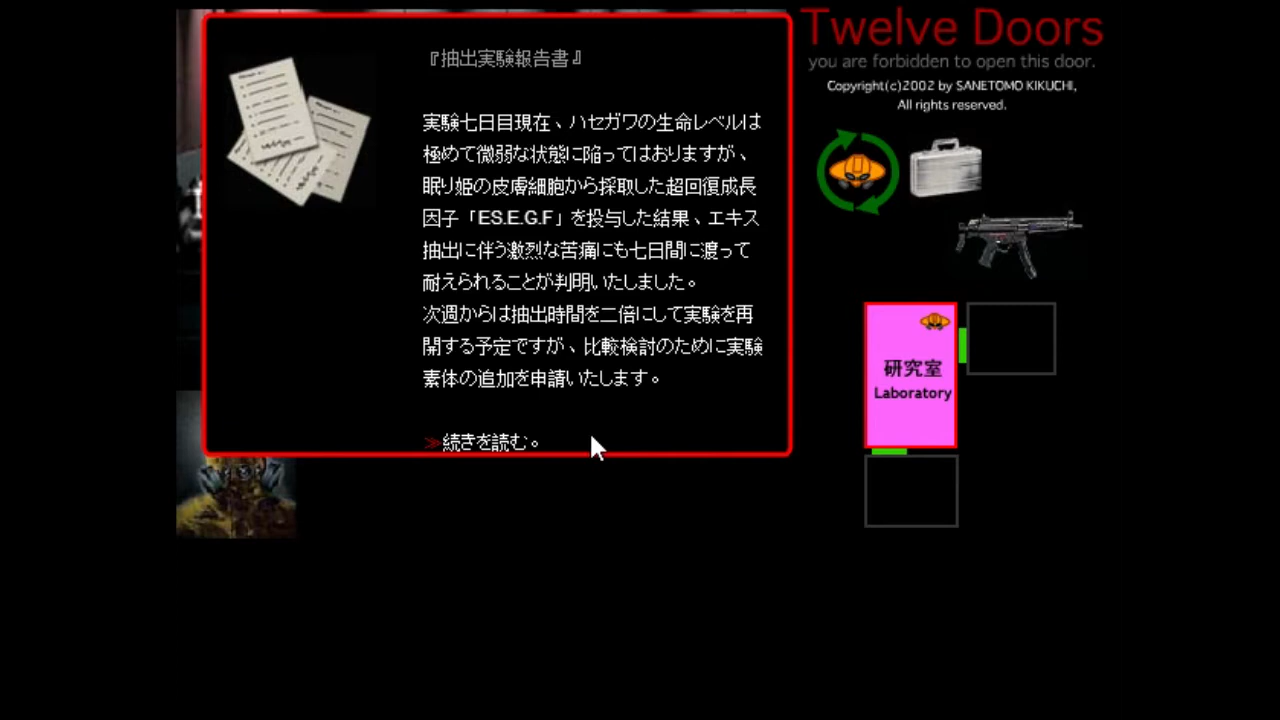 『抽出実験報告書』
実験七日目現在、ハセガワの生命レベルは
極めて微弱な状態に陥ってはおりますが、
眠り姫の皮膚細胞から採取した超回復成長
因子「ES.E.G.F」を投与した結果、エキス
抽出に伴う激烈な苦痛にも七日間に渡って
耐えられることが判明いたしました。
次週からは抽出時間を二倍にして実験を再
開する予定ですが、比較検討のために実験
素体の追加を申請いたします。
≫続きを読む。
Twelve Doors
you are forbidden to open this door.
Copyright(c)2002 by SANETOMO KIKUCHI,
All rights reserved.
研究室
Laboratory